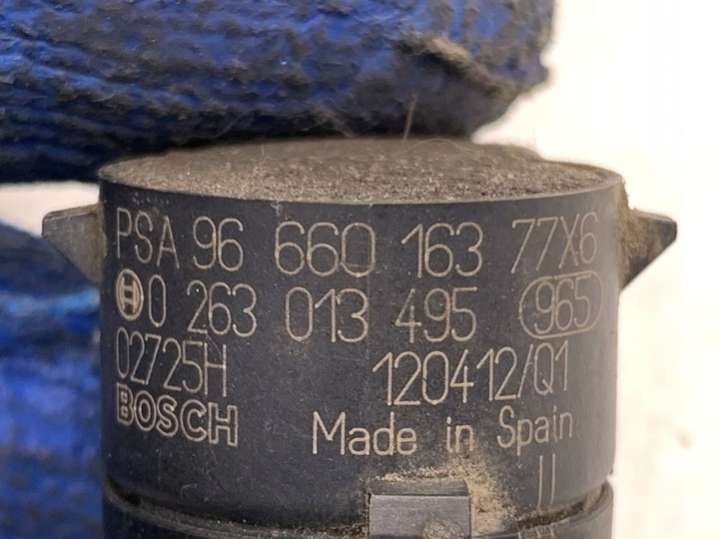 PSA 96 660 163 77X6
0 263 013 495 965
02725H 120412/Q1
BOSCH Made in Spain